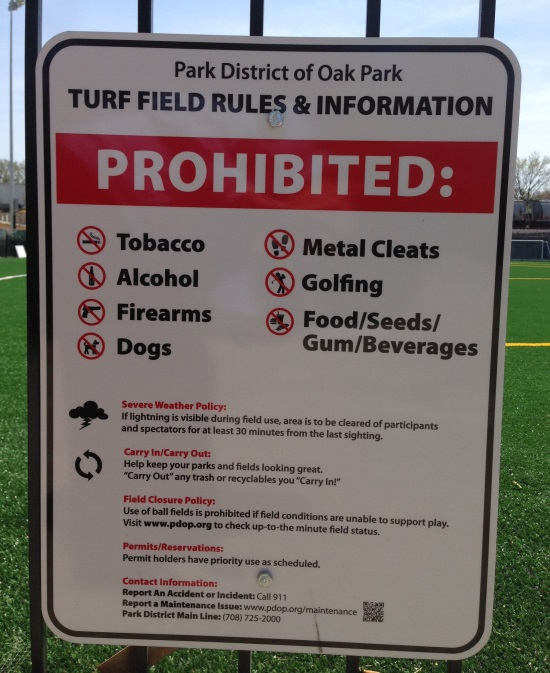 Park District of Oak Park
TURF FIELD RULES & INFORMATION
PROHIBITED:
Tobacco
Alcohol
Firearms
Dogs
Metal Cleats
Golfing
Food/Seeds/
Gum/Beverages
Severe Weather Policy:
If lightning is visible during field use, area is to be cleared of participants
and spectators for at least 30 minutes from the last sighting.
Carry In/Carry Out:
Help keep your parks and fields looking great.
"Carry Out" any trash or recyclables you "Carry In!"
Field Closure Policy:
Use of ball fields is prohibited if field conditions are unable to support play.
Visit www.pdop.org to check up-to-the minute field status.
Permits/Reservations:
Permit holders have priority use as scheduled.
Contact Information:
Report An Accident or Incident: Call 911
Report a Maintenance Issue: www.pdop.org/maintenance
Park District Main Line: (708) 725-2000